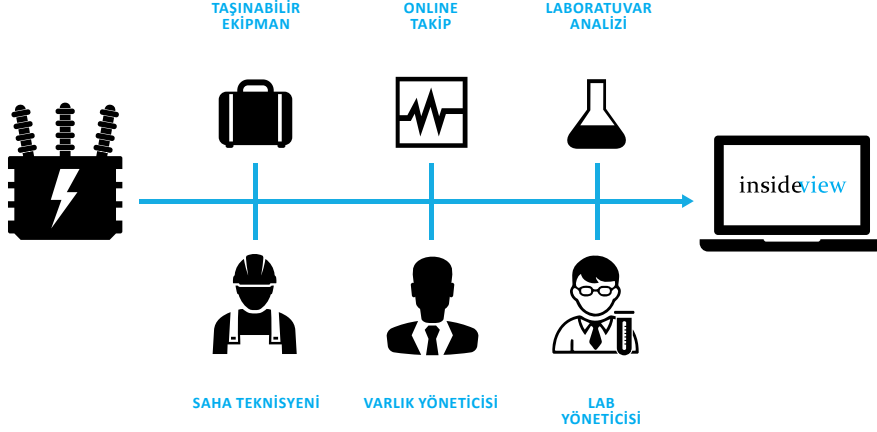 TAŞINABİLİR
EKİPMAN
ONLINE
TAKİP
LABORATUVAR
ANALİZİ
insideview
SAHA TEKNİSYENİ
VARLIK YÖNETİCİSİ
LAB
YÖNETİCİSİ